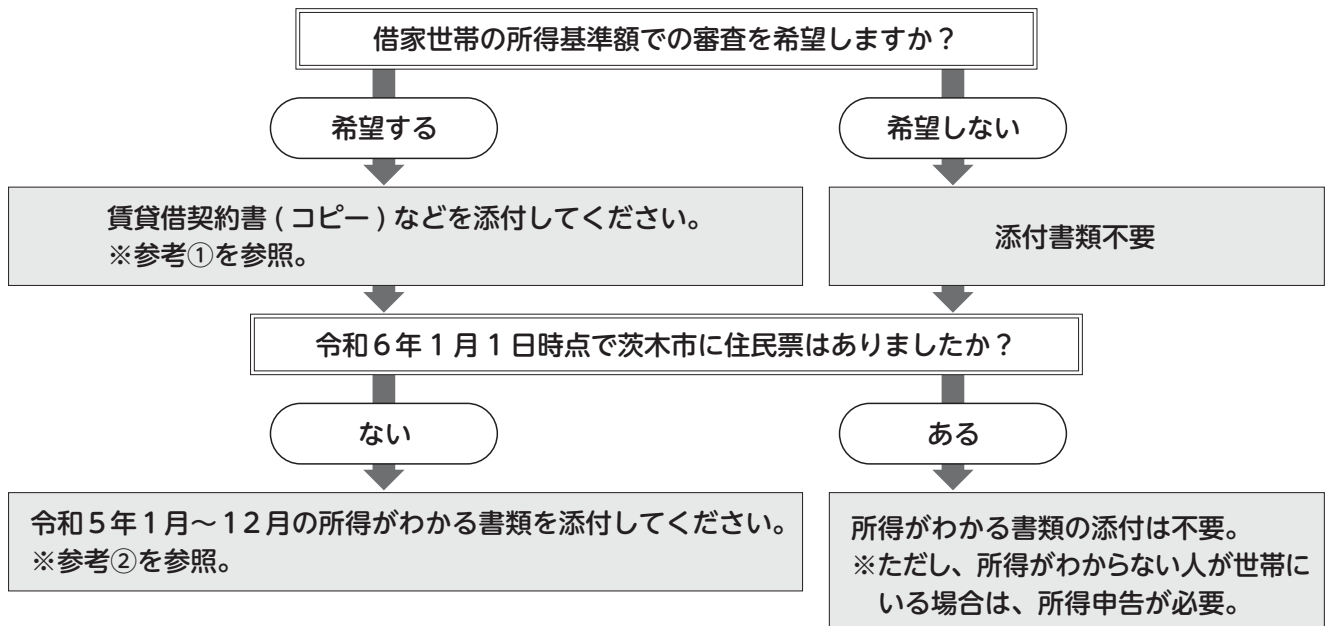 借家世帯の所得基準額での審査を希望しますか？
希望する
希望しない
賃貸借契約書(コピー)などを添付してください。
※参考①を参照。
添付書類不要
令和６年１月１日時点で茨木市に住民票はありましたか？
ない
ある
令和５年１月～１２月の所得がわかる書類を添付してください。
※参考②を参照。
所得がわかる書類の添付は不要。
※ただし、所得がわからない人が世帯に
いる場合は、所得申告が必要。